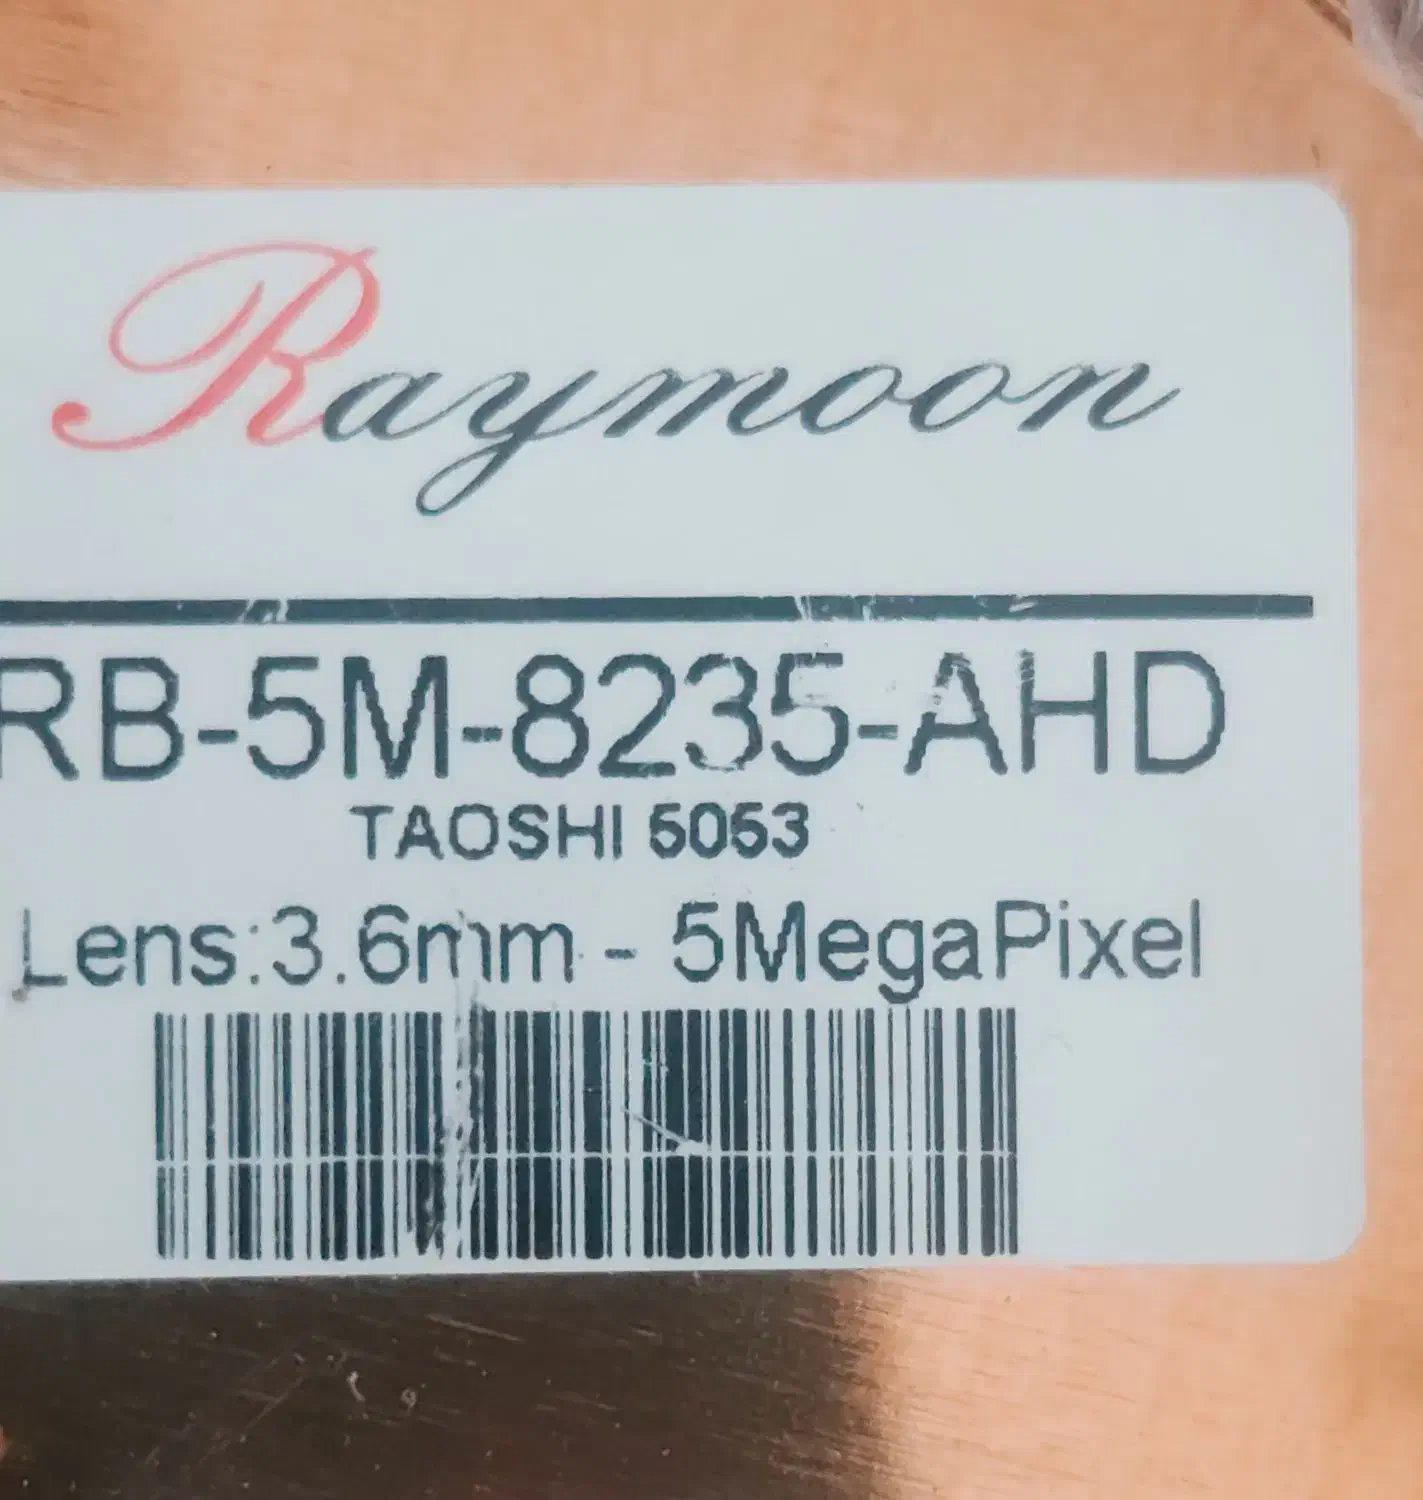 Raymoon
RB-5M-8235-AHD
TAOSHI 5053
Lens:3.6mm - 5MegaPixel